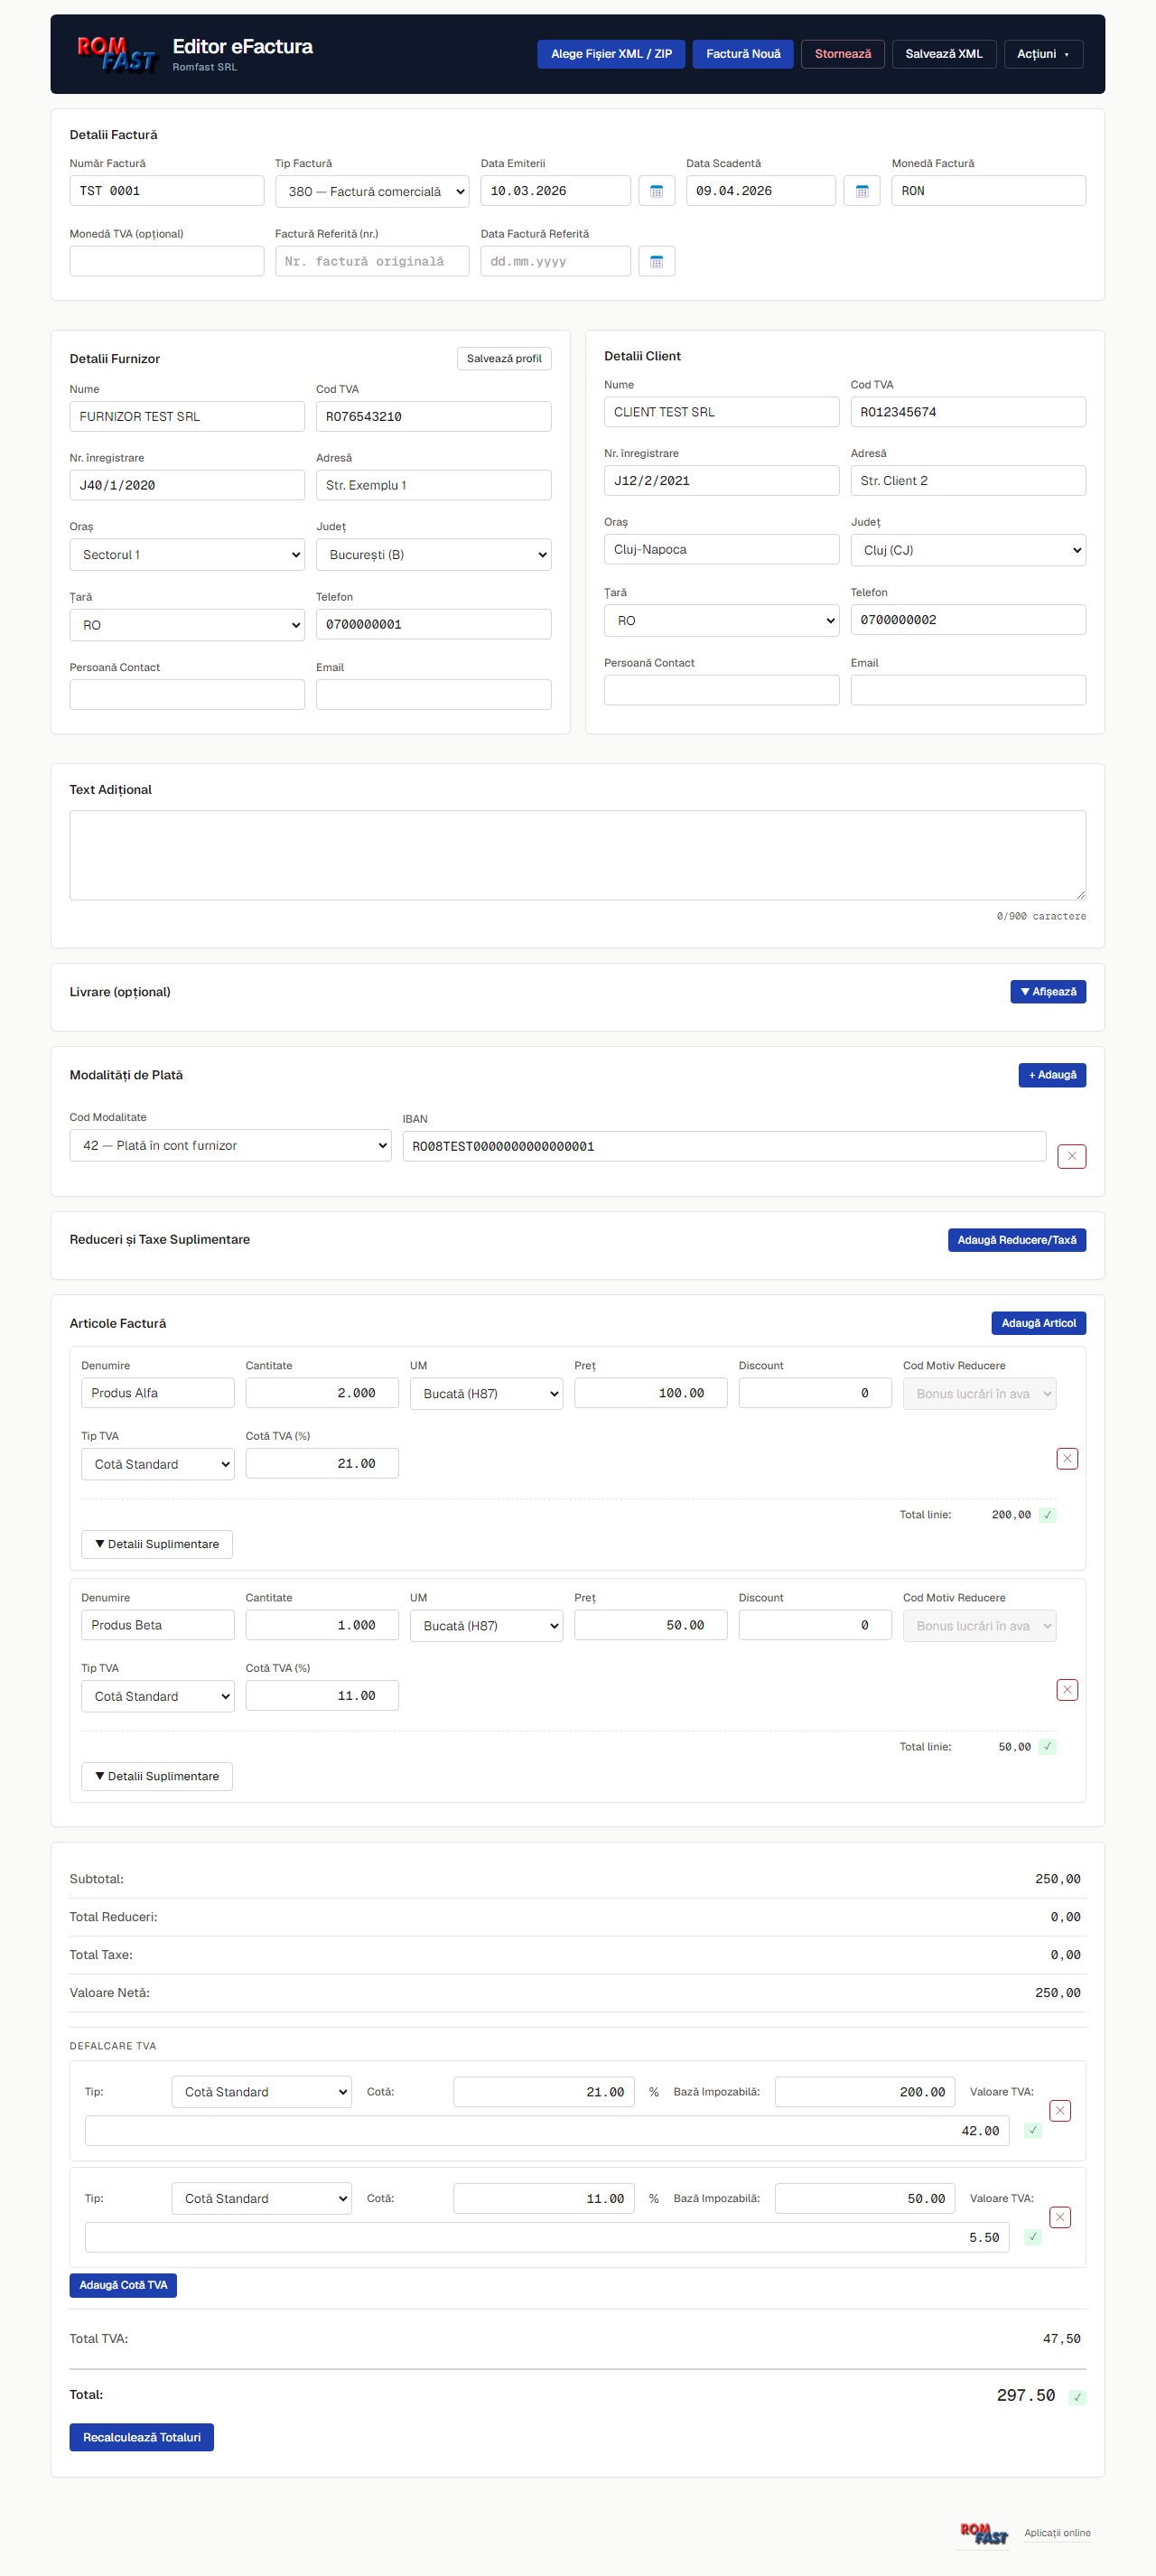 ROM FAST
Editor eFactura
Romfast SRL
Alege Fișier XML / ZIP
Factură Nouă
Stornează
Salvează XML
Acțiuni ▾
Detalii Factură
Număr Factură
Tip Factură
Data Emiterii
Data Scadentă
Monedă Factură
TST 0001
380 — Factură comercială
10.03.2026
09.04.2026
RON
Monedă TVA (opțional)
Factură Referită (nr.)
Data Factură Referită
Nr. factură originală
dd.mm.yyyy
Detalii Furnizor
Salvează profil
Nume
Cod TVA
FURNIZOR TEST SRL
RO76543210
Nr. înregistrare
Adresă
J40/1/2020
Str. Exemplu 1
Oraș
Județ
Sectorul 1
București (B)
Țară
Telefon
RO
0700000001
Persoană Contact
Email
Detalii Client
Nume
Cod TVA
CLIENT TEST SRL
RO12345674
Nr. înregistrare
Adresă
J12/2/2021
Str. Client 2
Oraș
Județ
Cluj-Napoca
Cluj (CJ)
Țară
Telefon
RO
0700000002
Persoană Contact
Email
Text Adițional
0/900 caractere
Livrare (opțional)
▼ Afișează
Modalități de Plată
+ Adaugă
Cod Modalitate
IBAN
42 — Plată în cont furnizor
RO08TEST0000000000000001
Reduceri și Taxe Suplimentare
Adaugă Reducere/Taxă
Articole Factură
Adaugă Articol
Denumire
Cantitate
UM
Preț
Discount
Cod Motiv Reducere
Produs Alfa
2.000
Bucată (H87)
100.00
0
Bonus lucrări în ava
Tip TVA
Cotă TVA (%)
Cotă Standard
21.00
Total linie: 200,00 ✓
▼ Detalii Suplimentare
Denumire
Cantitate
UM
Preț
Discount
Cod Motiv Reducere
Produs Beta
1.000
Bucată (H87)
50.00
0
Bonus lucrări în ava
Tip TVA
Cotă TVA (%)
Cotă Standard
11.00
Total linie: 50,00 ✓
▼ Detalii Suplimentare
Subtotal: 250,00
Total Reduceri: 0,00
Total Taxe: 0,00
Valoare Netă: 250,00
DEFALCARE TVA
Tip: Cotă Standard Cotă: 21.00 % Bază Impozabilă: 200.00 Valoare TVA:
42.00 ✓
Tip: Cotă Standard Cotă: 11.00 % Bază Impozabilă: 50.00 Valoare TVA:
5.50 ✓
Adaugă Cotă TVA
Total TVA: 47,50
Total: 297.50 ✓
Recalculează Totaluri
ROM FAST
Aplicații online